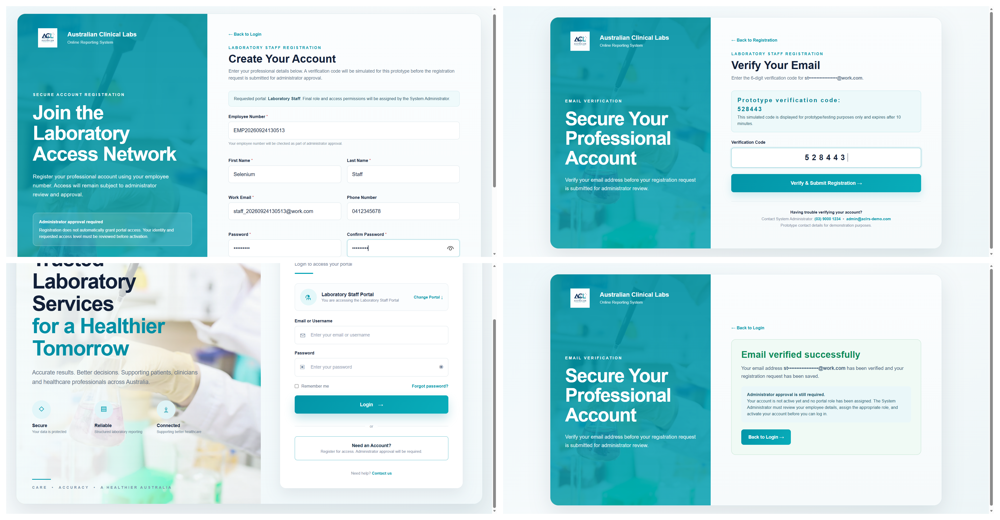 ACL
AUSTRALIAN
Australian Clinical Labs
Online Reporting System
SECURE ACCOUNT REGISTRATION
Join the
Laboratory
Access Network
Register your professional account using your employee
number. Access will remain subject to administrator
review and approval.
Administrator approval required
Registration does not automatically grant portal access. Your identity and
requested access level must be reviewed before activation.
← Back to Login
LABORATORY STAFF REGISTRATION
Create Your Account
Enter your professional details below. A verification code will be simulated for this prototype before the registration
request is submitted for administrator approval.
Requested portal: Laboratory Staff. Final role and access permissions will be assigned by the System Administrator.
Employee Number *
EMP20260924130513
Your employee number will be checked as part of administrator approval.
First Name *
Last Name *
Selenium
Staff
Work Email *
Phone Number
staff_20260924130513@work.com
0412345678
Password *
Confirm Password *
•••••••••
•••••••••
ACL
AUSTRALIAN
Australian Clinical Labs
Online Reporting System
EMAIL VERIFICATION
Secure Your
Professional
Account
Verify your email address before your registration request
is submitted for administrator review.
← Back to Registration
LABORATORY STAFF REGISTRATION
Verify Your Email
Enter the 6-digit verification code for st••••••••••••••••••@work.com.
Prototype verification code:
528443
This simulated code is displayed for prototype/testing purposes only and expires after 10
minutes.
Verification Code
528443
Verify & Submit Registration →
Having trouble verifying your account?
Contact System Administrator: (03) 9000 1234 • admin@aclrs-demo.com
Prototype contact details for demonstration purposes.
Trusted
Laboratory
Services
for a Healthier
Tomorrow
Accurate results. Better decisions. Supporting patients, clinicians
and healthcare professionals across Australia.
Secure
Your data is protected
Reliable
Structured laboratory reporting
Connected
Supporting better healthcare
CARE • ACCURACY • A HEALTHIER AUSTRALIA
Login to access your portal
Laboratory Staff Portal
You are accessing the Laboratory Staff Portal
Change Portal ↓
Email or Username
Enter your email or username
Password
Enter your password
Remember me
Forgot password?
Login →
or
Need an Account?
Register for access. Administrator approval will be required.
Need help? Contact us
ACL
AUSTRALIAN
Australian Clinical Labs
Online Reporting System
EMAIL VERIFICATION
Secure Your
Professional
Account
Verify your email address before your registration request
is submitted for administrator review.
← Back to Login
Email verified successfully
Your email address st••••••••••••••••••@work.com has been verified and your
registration request has been saved.
Administrator approval is still required.
Your account is not active yet and no portal role has been assigned. The System
Administrator must review your employee details, assign the appropriate role, and
activate your account before you can log in.
Back to Login →